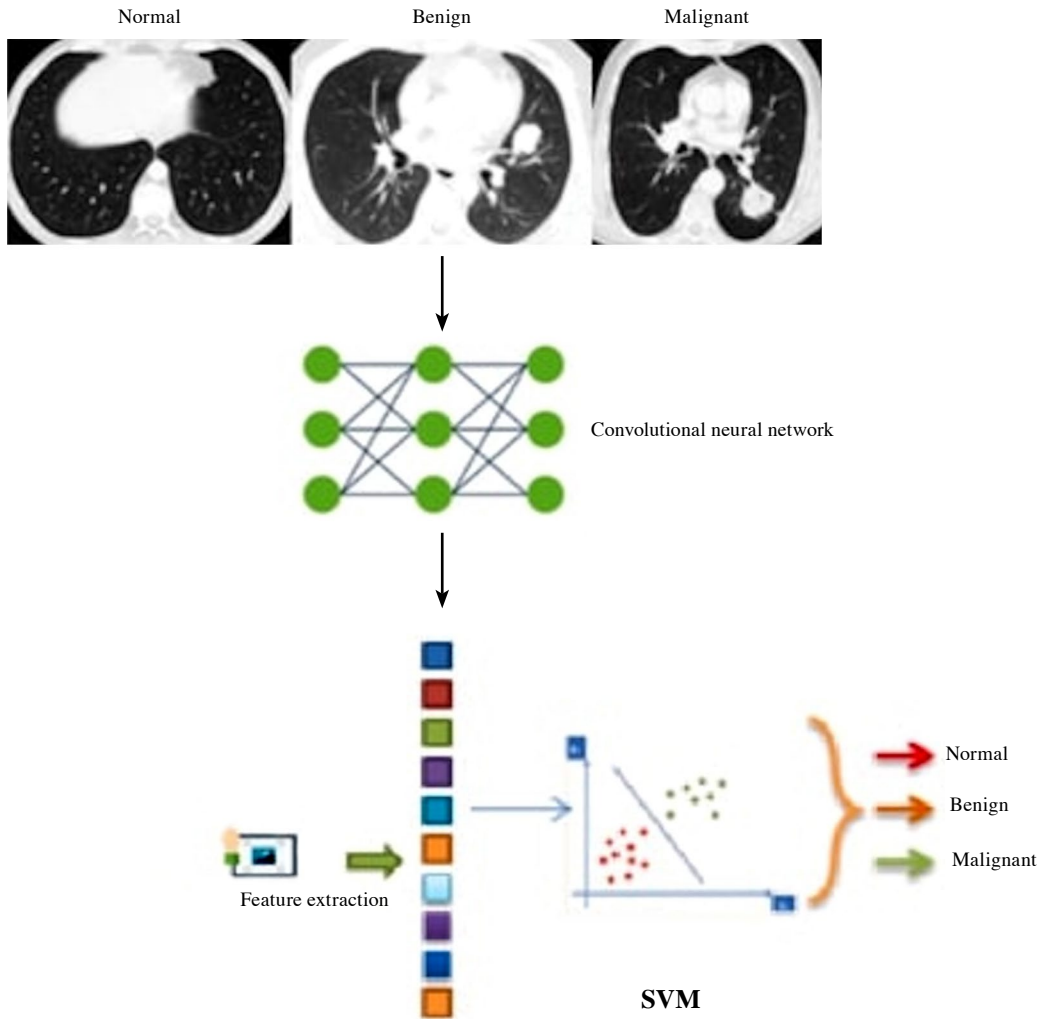 Normal
Benign
Malignant
Convolutional neural network
Feature extraction
Normal
Benign
Malignant
SVM